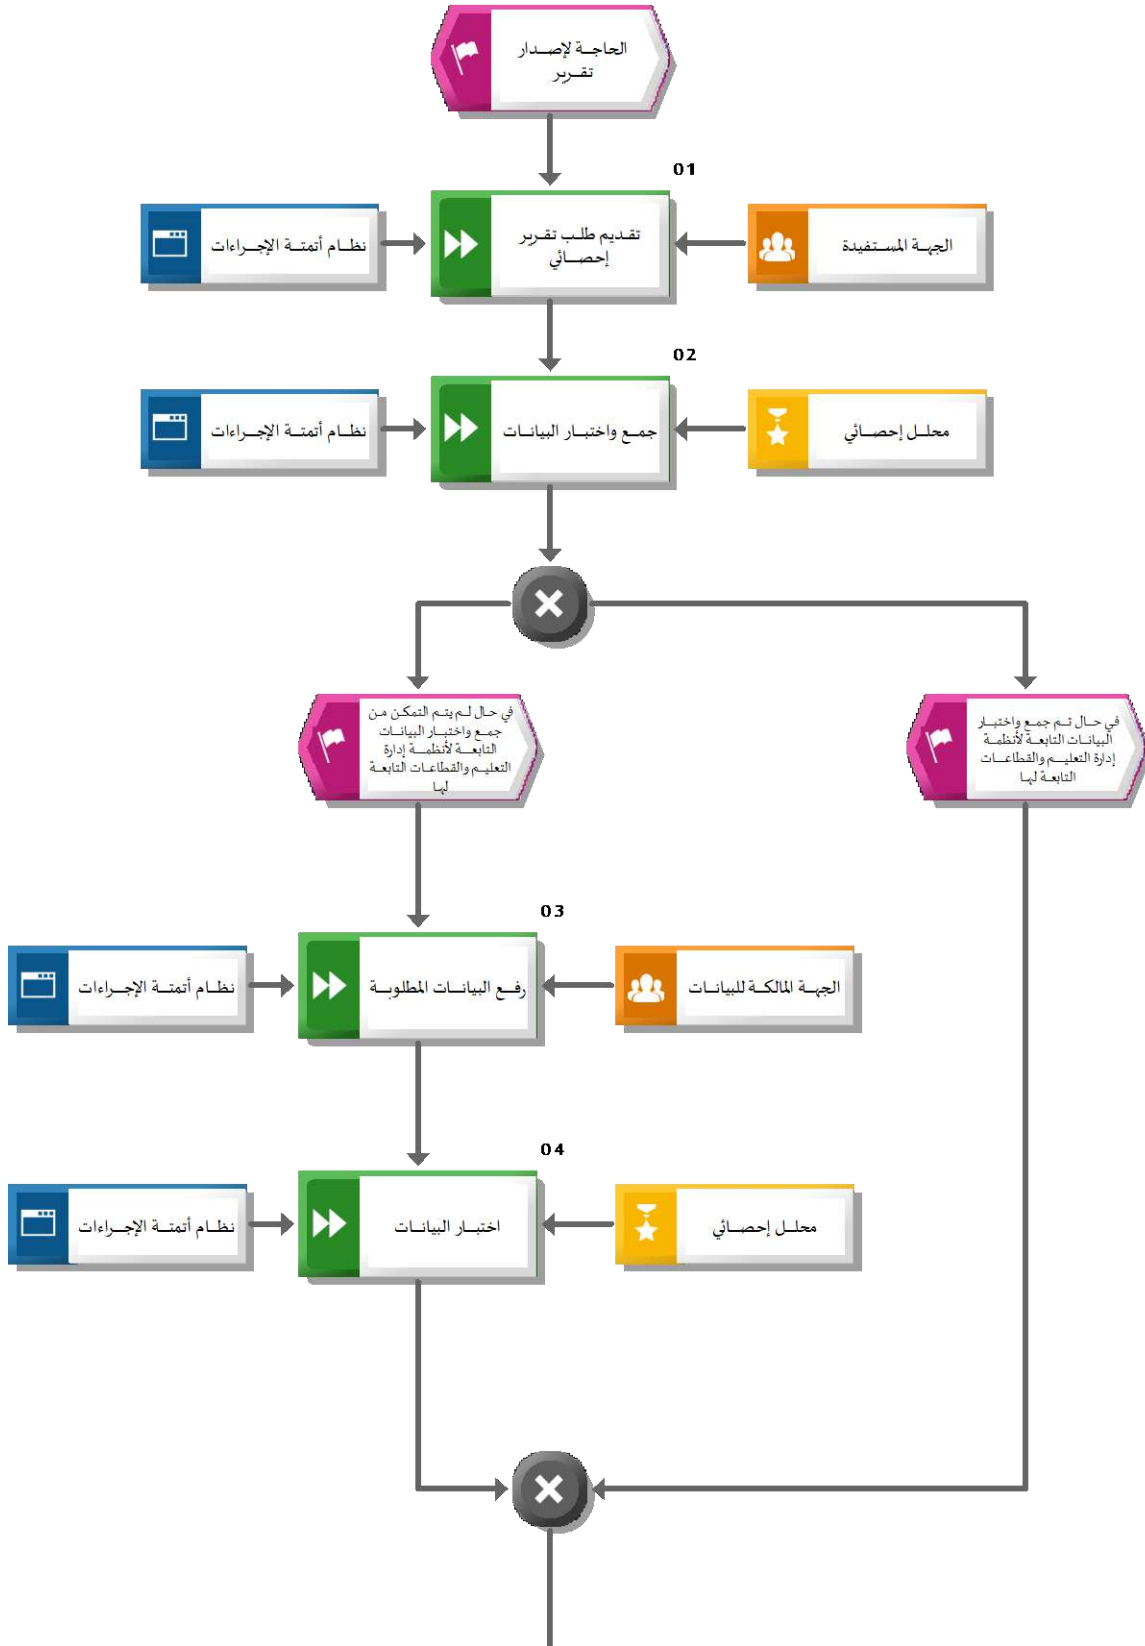 الحاجة لإصدار
تقرير
01
الجهة المستفيدة
تقديم طلب تقرير
إحصائي
نظام أتمتة الإجراءات
02
محلل إحصائي
جمع واختبار البيانات
نظام أتمتة الإجراءات
في حال تم جمع واختبار
البيانات التابعة لأنظمة
إدارة التعليم والقطاعات
التابعة لها
في حال لم يتم التمكن من
جمع واختبار البيانات
التابعة لأنظمة إدارة
التعليم والقطاعات التابعة
لها
03
الجهة المالكة للبيانات
رفع البيانات المطلوبة
نظام أتمتة الإجراءات
04
محلل إحصائي
اختبار البيانات
نظام أتمتة الإجراءات